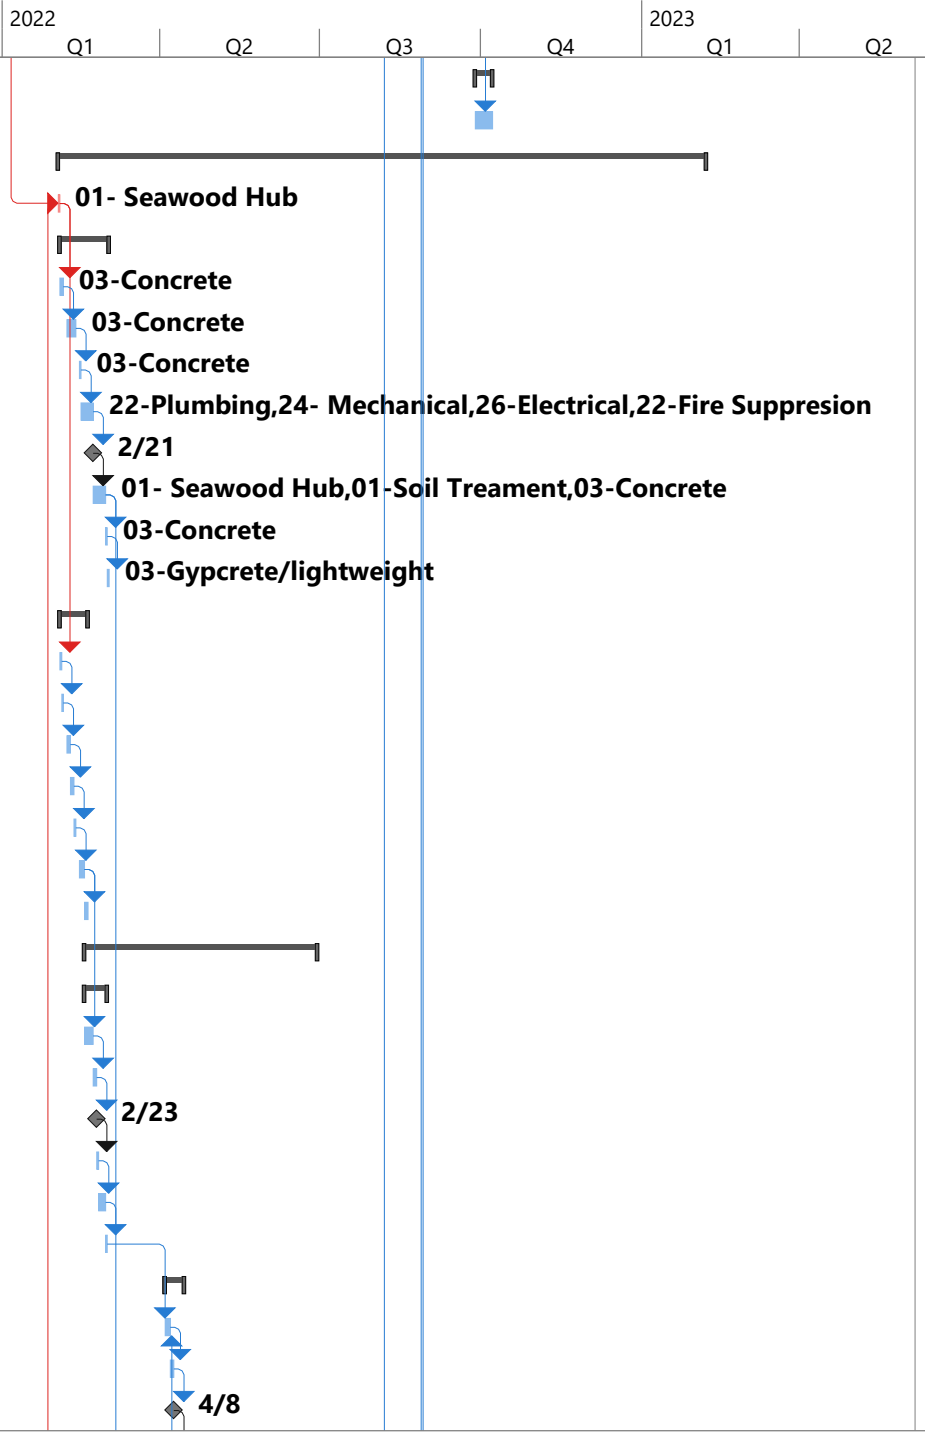 2022 2023
Q1 Q2 Q3 Q4 Q1 Q2
01- Seawood Hub
03-Concrete
03-Concrete
03-Concrete
22-Plumbing,24- Mechanical,26-Electrical,22-Fire Suppresion
2/21
01- Seawood Hub,01-Soil Treament,03-Concrete
03-Concrete
03-Gypcrete/lightweight
2/23
4/8